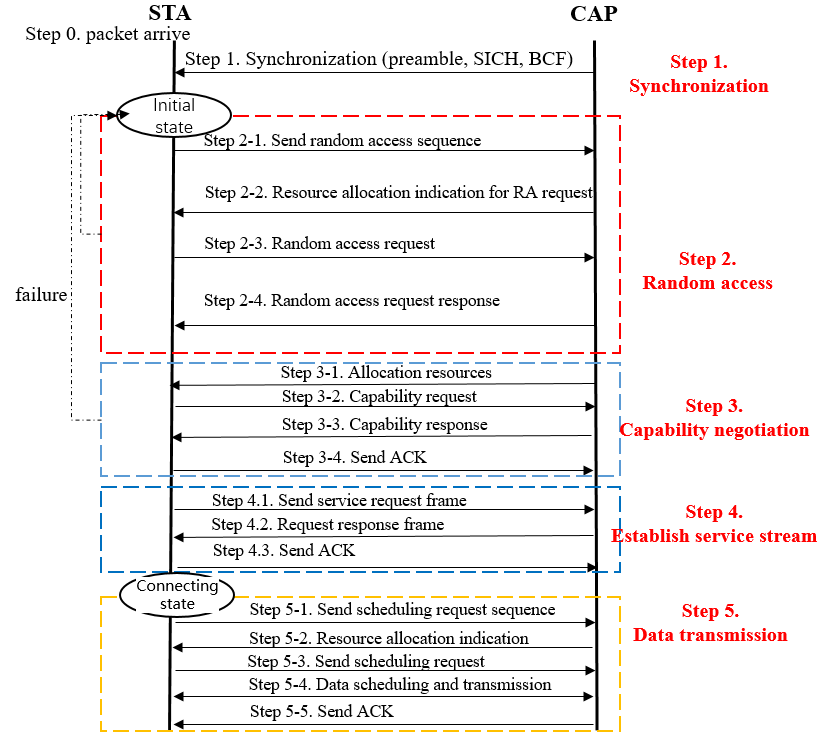 STA
CAP
Step 0. packet arrive
Step 1. Synchronization (preamble, SICH, BCF)
Step 1.
Synchronization
Initial
state
Step 2-1. Send random access sequence
Step 2-2. Resource allocation indication for RA request
Step 2-3. Random access request
Step 2.
Random access
failure
Step 2-4. Random access request response
Step 3-1. Allocation resources
Step 3-2. Capability request
Step 3-3. Capability response
Step 3-4. Send ACK
Step 3.
Capability negotiation
Step 4.1. Send service request frame
Step 4.2. Request response frame
Step 4.3. Send ACK
Step 4.
Establish service stream
Connecting
state
Step 5-1. Send scheduling request sequence
Step 5-2. Resource allocation indication
Step 5-3. Send scheduling request
Step 5-4. Data scheduling and transmission
Step 5-5. Send ACK
Step 5.
Data transmission